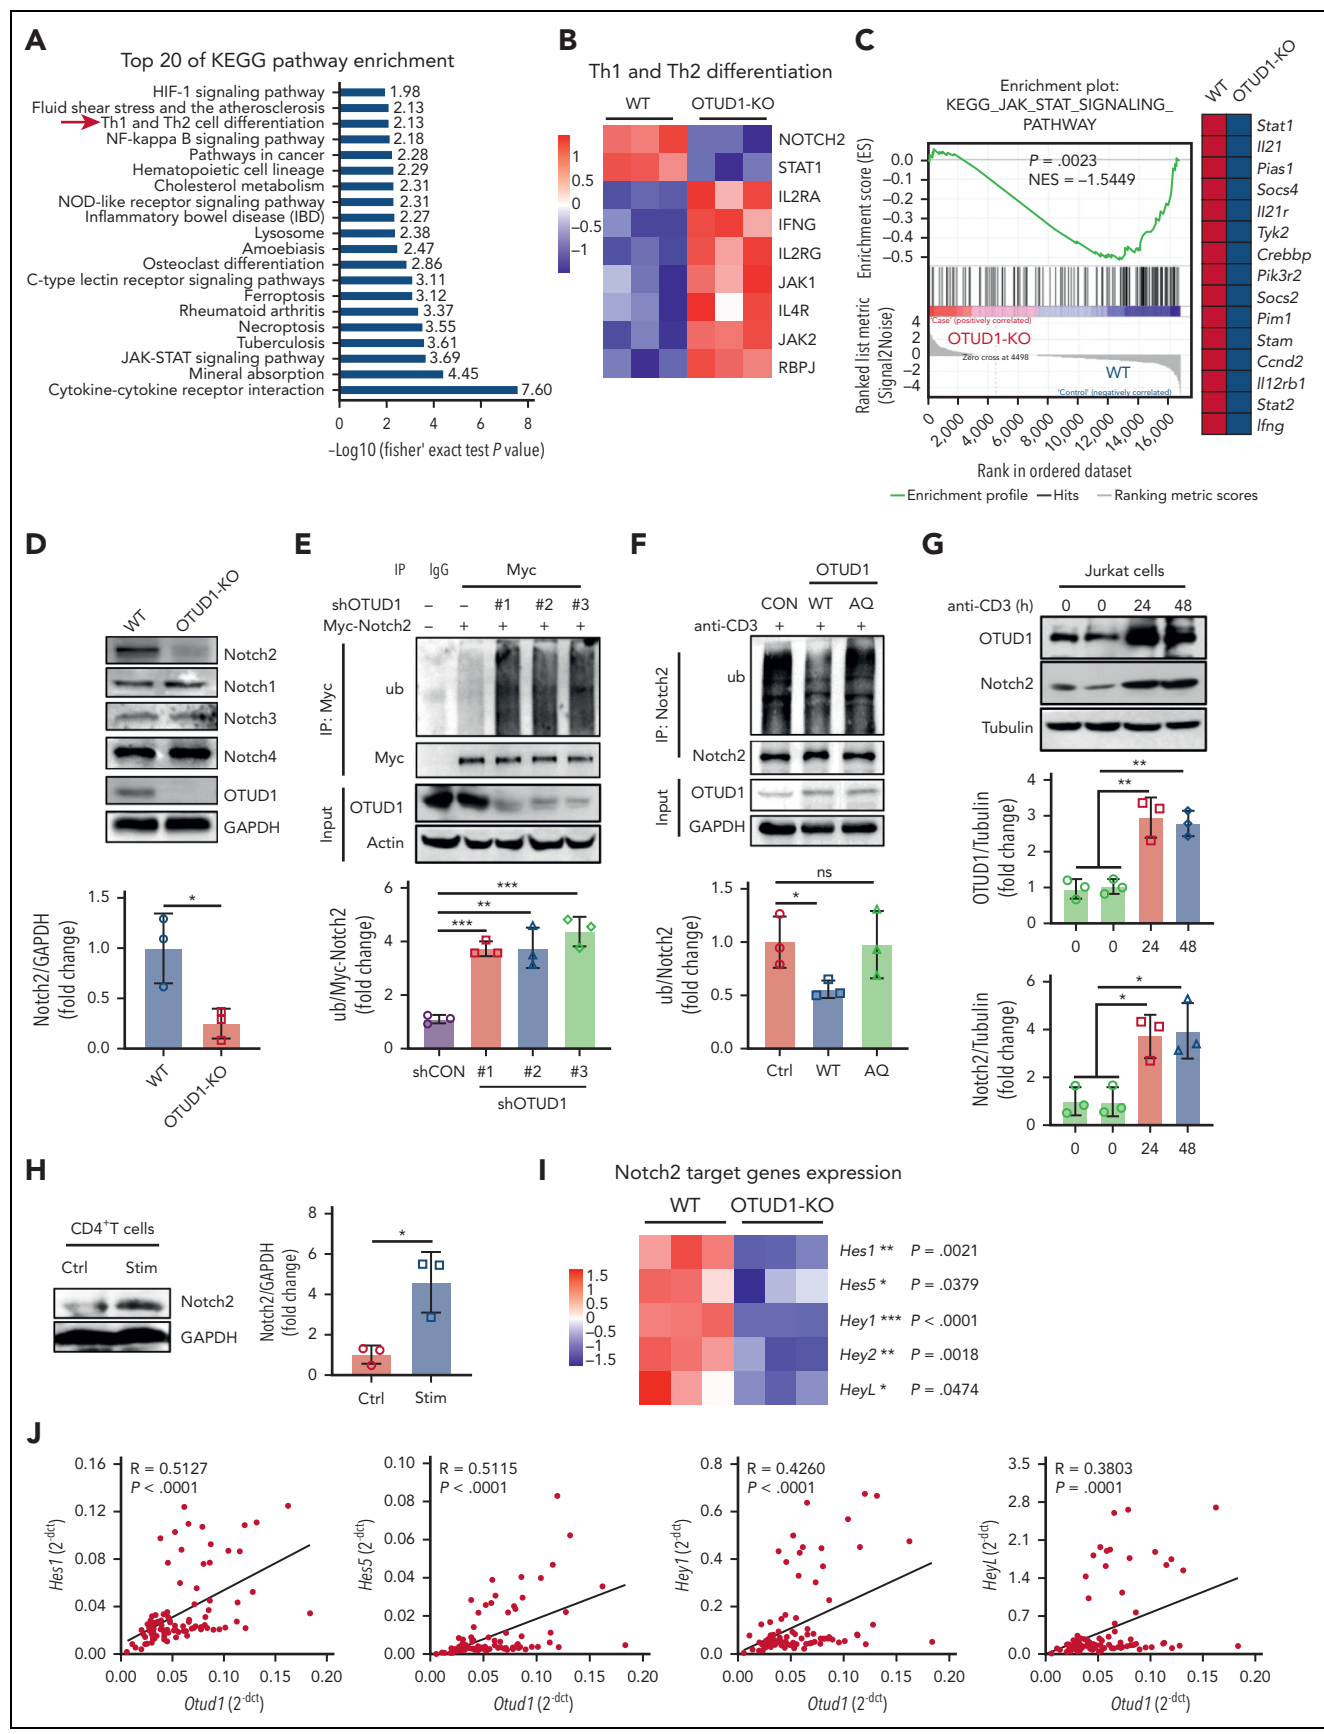 A
Top 20 of KEGG pathway enrichment
HIF-1 signaling pathway 1.98
Fluid shear stress and the atherosclerosis 2.13
Th1 and Th2 cell differentiation 2.13
NF-kappa B signaling pathway 2.18
Pathways in cancer 2.28
Hematopoietic cell lineage 2.29
Cholesterol metabolism 2.31
NOD-like receptor signaling pathway 2.31
Inflammatory bowel disease (IBD) 2.27
Lysosome 2.38
Amoebiasis 2.47
Osteoclast differentiation 2.86
C-type lectin receptor signaling pathways 3.11
Ferroptosis 3.12
Rheumatoid arthritis 3.37
Necroptosis 3.55
Tuberculosis 3.61
JAK-STAT signaling pathway 3.69
Mineral absorption 4.45
Cytokine-cytokine receptor interaction 7.60
0 2 4 6 8
–Log10 (fisher' exact test P value)
B
Th1 and Th2 differentiation
WT OTUD1-KO
1
0.5
0
−0.5
−1
NOTCH2
STAT1
IL2RA
IFNG
IL2RG
JAK1
IL4R
JAK2
RBPJ
C
Enrichment plot:
KEGG_JAK_STAT_SIGNALING_
PATHWAY
P = .0023
NES = –1.5449
Enrichment score (ES)
0.0
−0.1
−0.2
−0.3
−0.4
−0.5
'Case' (positively correlated)
OTUD1-KO
Zero cross at 4498
WT
'Control' (negatively correlated)
Ranked list metric
(Signal2Noise)
4
2
0
−2
−4
0 2,000 4,000 6,000 8,000 10,000 12,000 14,000 16,000
Rank in ordered dataset
Enrichment profile Hits Ranking metric scores
WT OTUD1-KO
Stat1
Il21
Pias1
Socs4
Il21r
Tyk2
Crebbp
Pik3r2
Socs2
Pim1
Stam
Ccnd2
Il12rb1
Stat2
Ifng
D
WT OTUD1-KO
Notch2
Notch1
Notch3
Notch4
OTUD1
GAPDH
Notch2/GAPDH
(fold change)
1.5
1.0
0.5
0.0
*
WT OTUD1-KO
E
IP IgG Myc
shOTUD1 – – #1 #2 #3
Myc-Notch2 – + + + +
IP: Myc
ub
Myc
Input
OTUD1
Actin
ub/Myc-Notch2
(fold change)
6
4
2
0
***
**
***
shCON #1 #2 #3
shOTUD1
F
OTUD1
CON WT AQ
anti-CD3 + + +
IP: Notch2
ub
Notch2
Input
OTUD1
GAPDH
ub/Notch2
(fold change)
1.5
1.0
0.5
0.0
ns
*
Ctrl WT AQ
G
Jurkat cells
anti-CD3 (h) 0 0 24 48
OTUD1
Notch2
Tubulin
OTUD1/Tubulin
(fold change)
4
3
2
1
0
**
**
0 0 24 48
Notch2/Tubulin
(fold change)
6
4
2
0
*
*
0 0 24 48
H
CD4+T cells
Ctrl Stim
Notch2
GAPDH
Notch2/GAPDH
(fold change)
8
6
4
2
0
*
Ctrl Stim
I
Notch2 target genes expression
WT OTUD1-KO
1.5
1
0.5
0
−0.5
−1
−1.5
Hes1 ** P = .0021
Hes5 * P = .0379
Hey1 *** P < .0001
Hey2 ** P = .0018
HeyL * P = .0474
J
Hes1 (2-dct)
0.16
0.12
0.08
0.04
0.00
R = 0.5127
P < .0001
0.00 0.05 0.10 0.15 0.20
Otud1 (2-dct)
Hes5 (2-dct)
0.10
0.08
0.06
0.04
0.02
0.00
R = 0.5115
P < .0001
0.00 0.05 0.10 0.15 0.20
Otud1 (2-dct)
Hey1 (2-dct)
0.8
0.6
0.4
0.2
0.0
R = 0.4260
P < .0001
0.00 0.05 0.10 0.15 0.20
Otud1 (2-dct)
HeyL (2-dct)
3.5
2.8
2.1
1.4
0.7
0.0
R = 0.3803
P = .0001
0.00 0.05 0.10 0.15 0.20
Otud1 (2-dct)